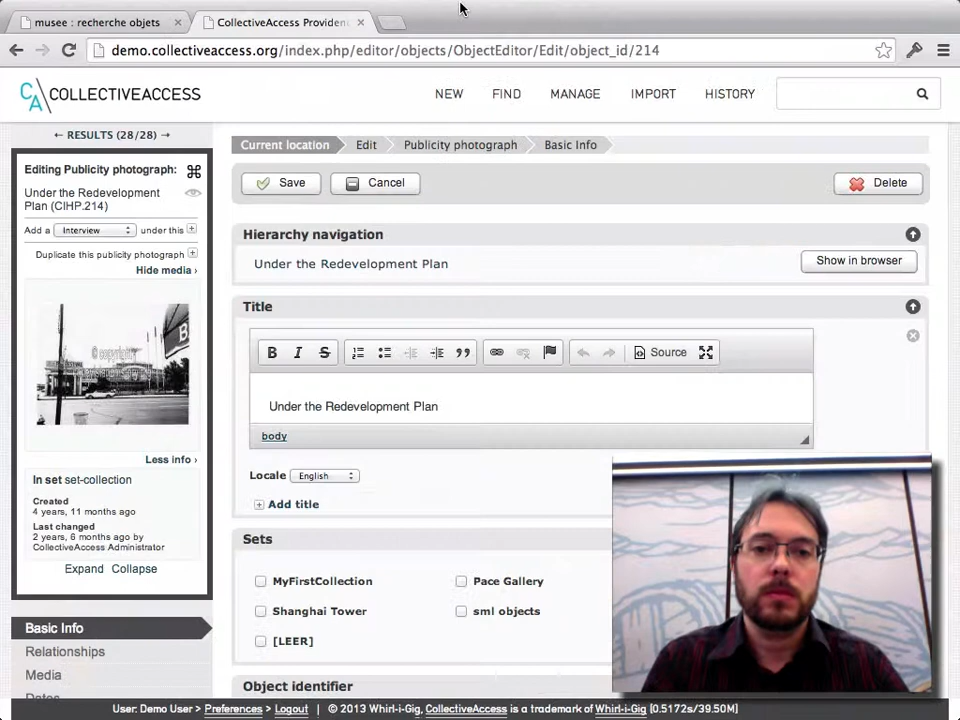 musee : recherche objets
CollectiveAccess Providenc
demo.collectiveaccess.org/index.php/editor/objects/ObjectEditor/Edit/object_id/214
CA COLLECTIVEACCESS
NEW FIND MANAGE IMPORT HISTORY
← RESULTS (28/28) →
Current location Edit Publicity photograph Basic Info
Editing Publicity photograph:
Under the Redevelopment
Plan (CIHP.214)
Save Cancel Delete
Add a Interview under this
Duplicate this publicity photograph
Hide media ›
Hierarchy navigation
Under the Redevelopment Plan
Show in browser
Title
B I S Source
© copyright
Under the Redevelopment Plan
body
Less info ›
In set set-collection
Created
4 years, 11 months ago
Last changed
2 years, 6 months ago by
CollectiveAccess Administrator
Expand Collapse
Locale English
Add title
Sets
MyFirstCollection Pace Gallery
Shanghai Tower sml objects
[LEER]
Object identifier
Basic Info
Relationships
Media
Dates
User: Demo User > Preferences > Logout | © 2013 Whirl-i-Gig, CollectiveAccess is a trademark of Whirl-i-Gig [0.5172s/39.50M]